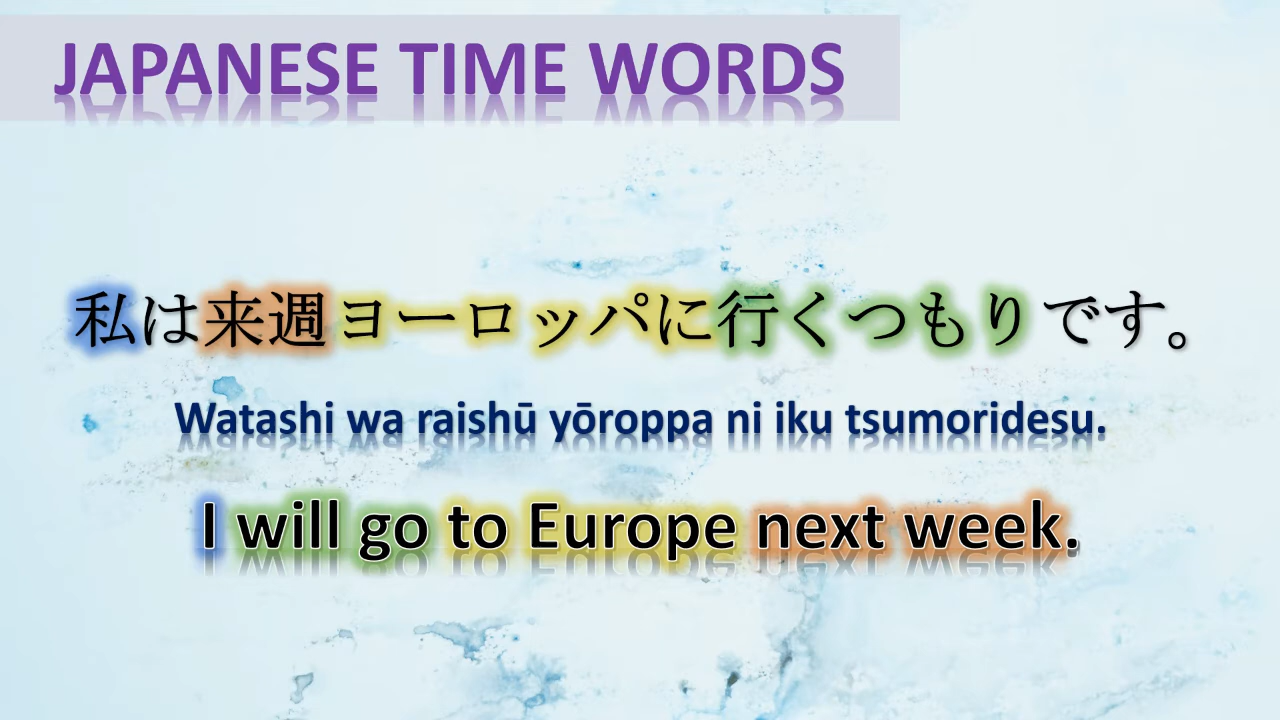 JAPANESE TIME WORDS
私は来週ヨーロッパに行くつもりです。
Watashi wa raishū yōroppa ni iku tsumoridesu.
I will go to Europe next week.